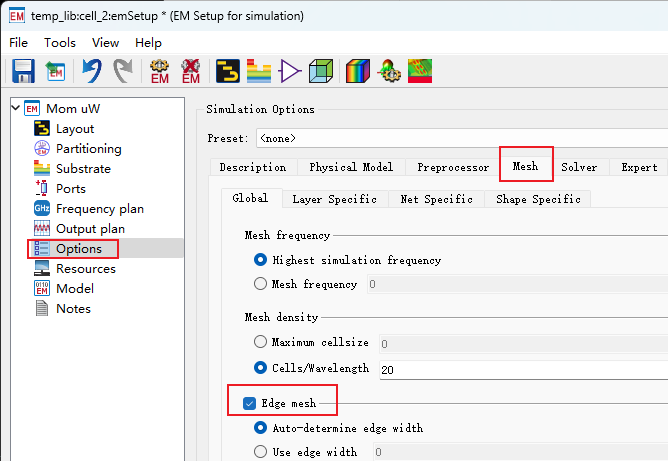 temp_lib:cell_2:emSetup * (EM Setup for simulation)
File Tools View Help
EM EM EM
Mom uW
Layout
Partitioning
Substrate
Ports
GHz Frequency plan
Output plan
Options
Resources
0110 EM Model
Notes
Simulation Options
Preset: <none>
Description Physical Model Preprocessor Mesh Solver Expert
Global Layer Specific Net Specific Shape Specific
Mesh frequency
Highest simulation frequency
Mesh frequency 0
Mesh density
Maximum cellsize 0
Cells/Wavelength 20
Edge mesh
Auto-determine edge width
Use edge width 0